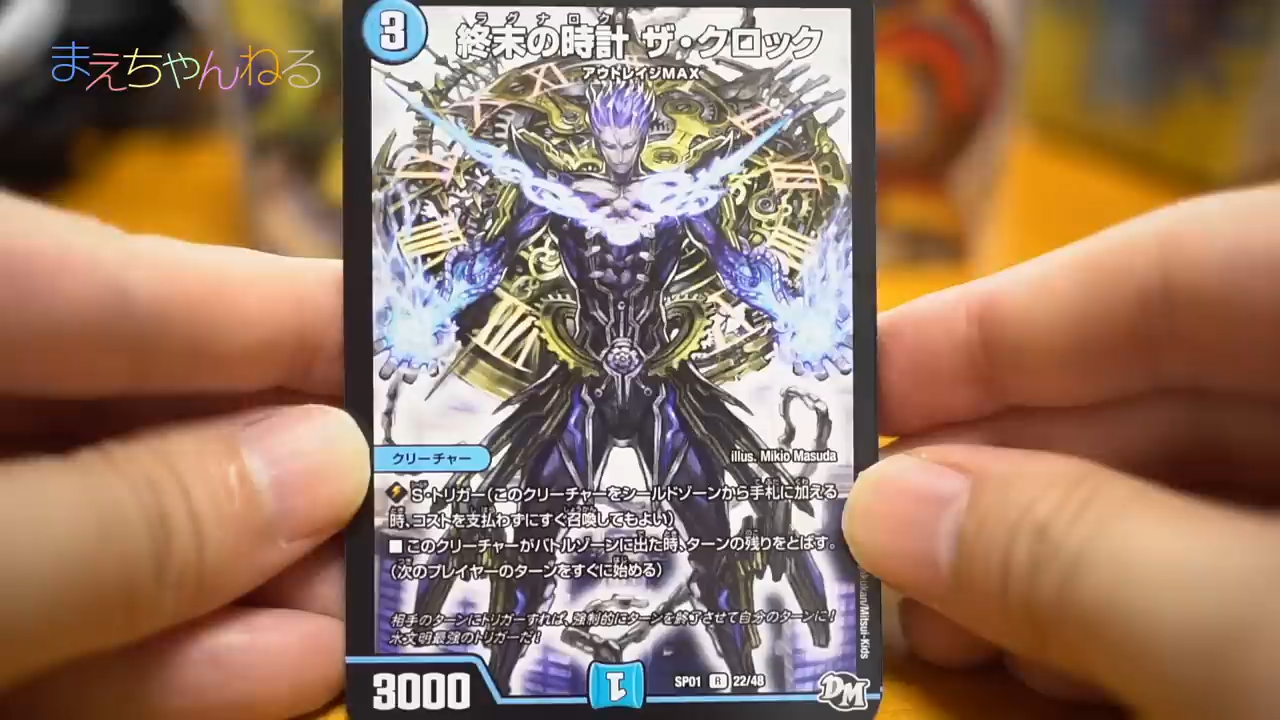 まえちゃんねる
3
ラグナロク
終末の時計 ザ・クロック
アウトレイジMAX
クリーチャー
illus. Mikio Masuda
S・トリガー(このクリーチャーをシールドゾーンから手札に加える
時、コストを支払わずにすぐ召喚してもよい)
■このクリーチャーがバトルゾーンに出た時、ターンの残りをとばす。
(次のプレイヤーのターンをすぐに始める)
相手のターンにトリガーすれば、強制的にターンを終了させて自分のターンに!
水文明最強のトリガーだ!
3000
1
SP01 R 22/48
DM
/Mitsui-Kids